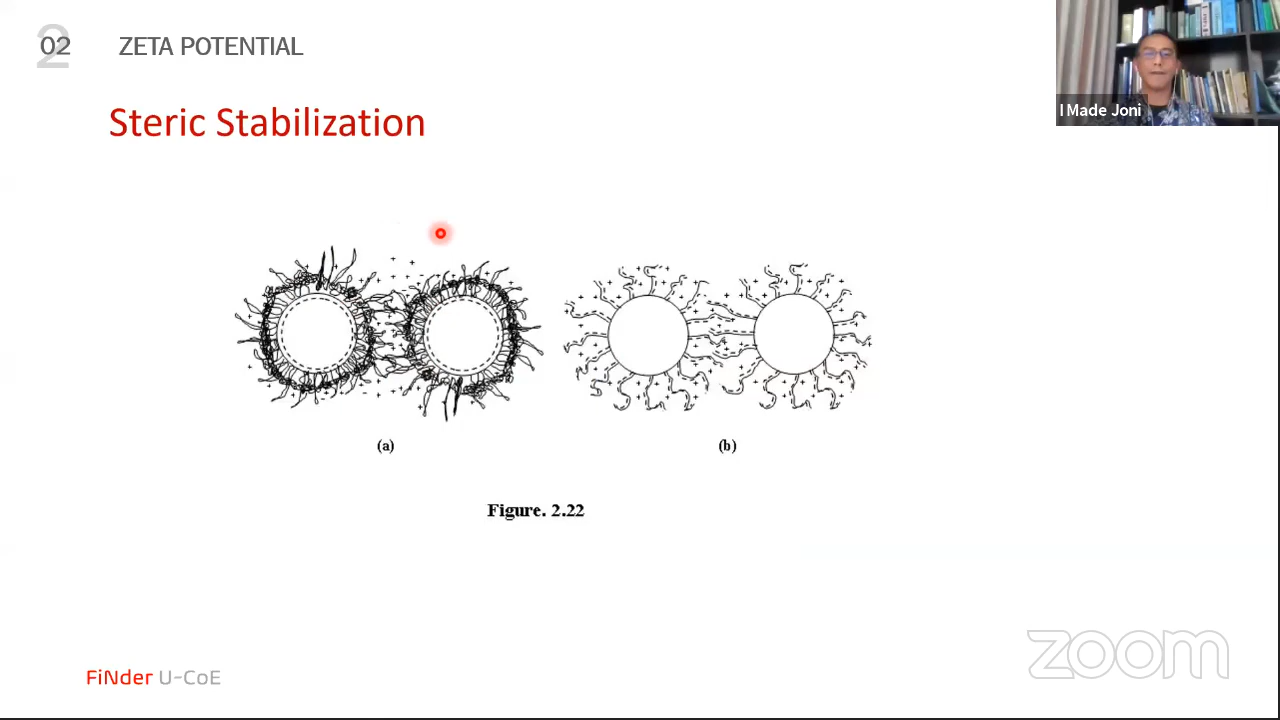 02
ZETA POTENTIAL
I Made Joni
Steric Stabilization
(a)
(b)
Figure. 2.22
FiNder U-CoE
zoom